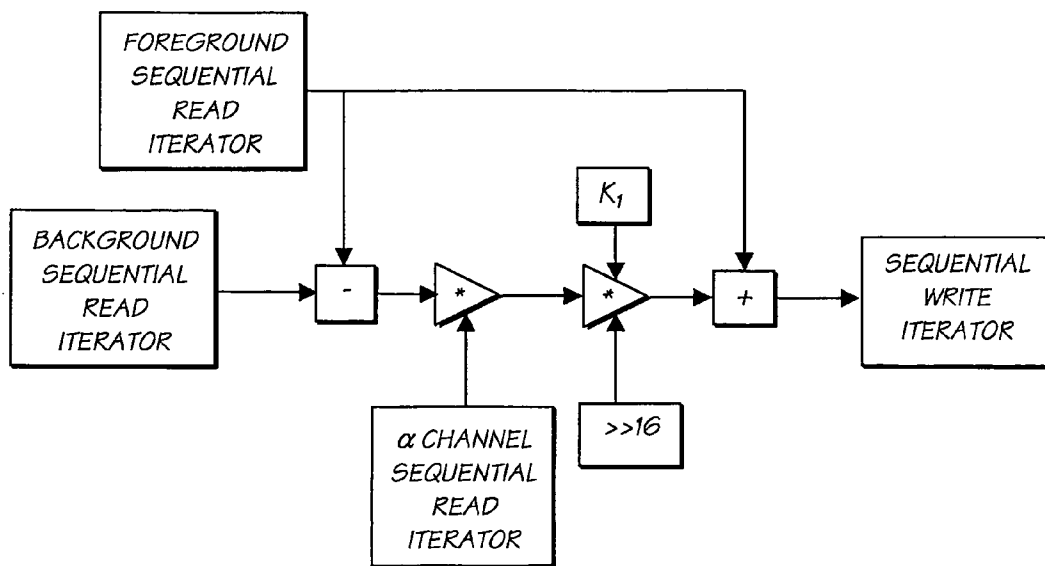 FOREGROUND
SEQUENTIAL
READ
ITERATOR
K1
BACKGROUND
SEQUENTIAL
READ
ITERATOR
-
*
*
+
SEQUENTIAL
WRITE
ITERATOR
α CHANNEL
SEQUENTIAL
READ
ITERATOR
>>16